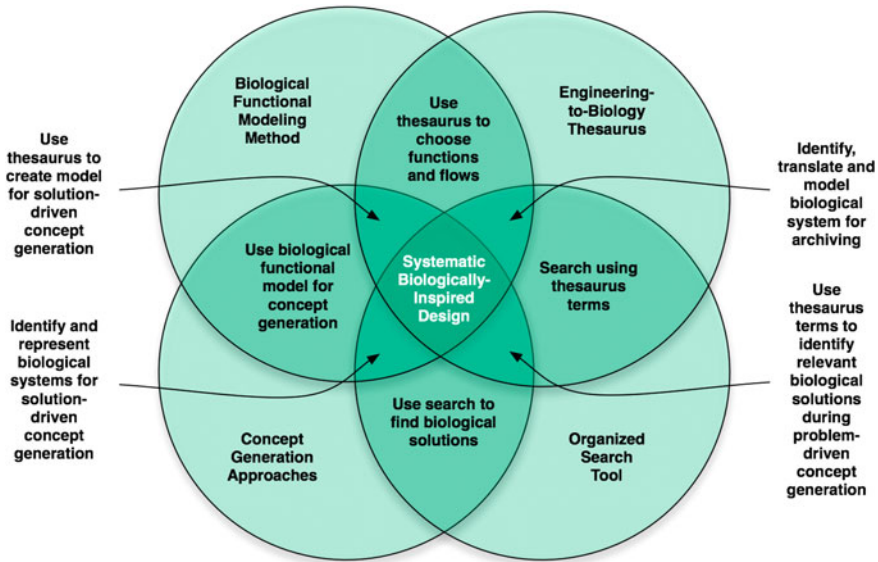 Biological
Functional
Modeling
Method
Use
thesaurus to
choose
functions
and flows
Engineering-
to-Biology
Thesaurus
Use
thesaurus to
create model
for solution-
driven
concept
generation
Identify,
translate and
model
biological
system for
archiving
Use biological
functional
model for
concept
generation
Systematic
Biologically-
Inspired
Design
Search using
thesaurus
terms
Identify and
represent
biological
systems for
solution-
driven
concept
generation
Use thesaurus
terms to
identify
relevant
biological
solutions
during
problem-
driven
concept
generation
Use search to
find biological
solutions
Concept
Generation
Approaches
Organized
Search
Tool